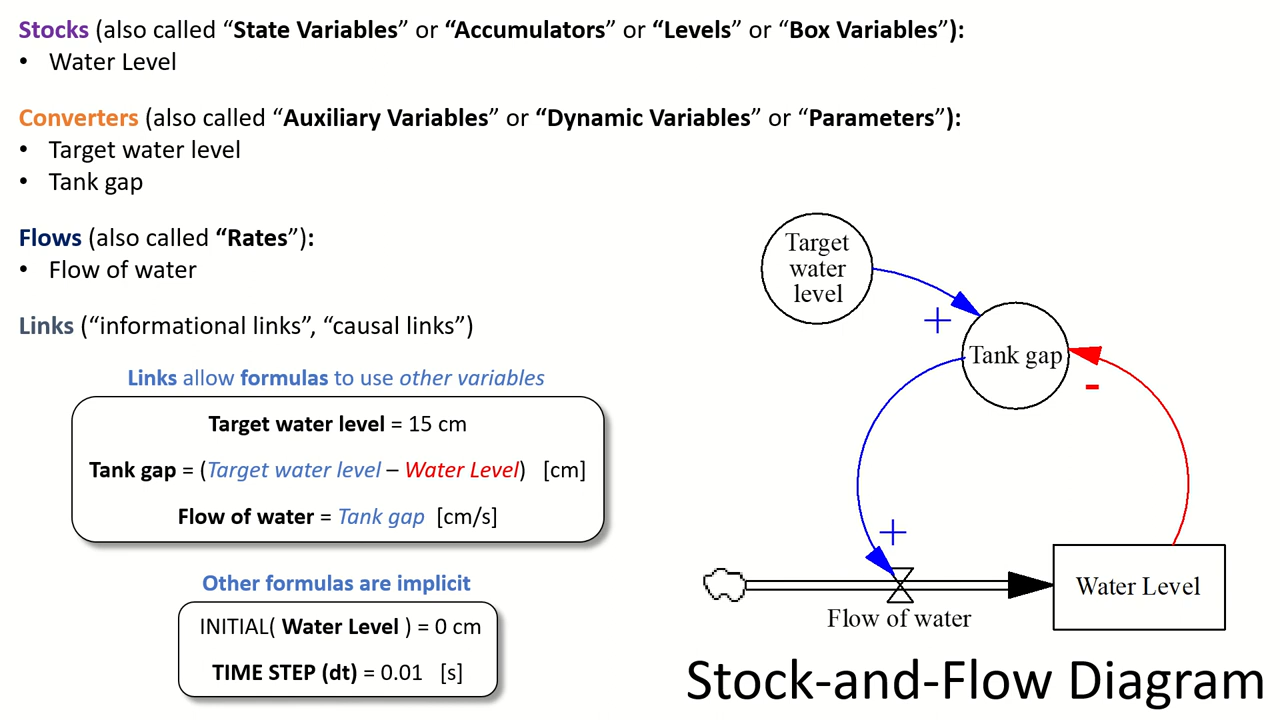 Stocks (also called “State Variables” or “Accumulators” or “Levels” or “Box Variables”):
• Water Level
Converters (also called “Auxiliary Variables” or “Dynamic Variables” or “Parameters”):
• Target water level
• Tank gap
Flows (also called “Rates”):
• Flow of water
Links (“informational links”, “causal links”)
Links allow formulas to use other variables
Target water level = 15 cm
Tank gap = (Target water level – Water Level) [cm]
Flow of water = Tank gap [cm/s]
Other formulas are implicit
INITIAL( Water Level ) = 0 cm
TIME STEP (dt) = 0.01 [s]
Target
water
level
+
Tank gap
-
+
Flow of water
Water Level
Stock-and-Flow Diagram